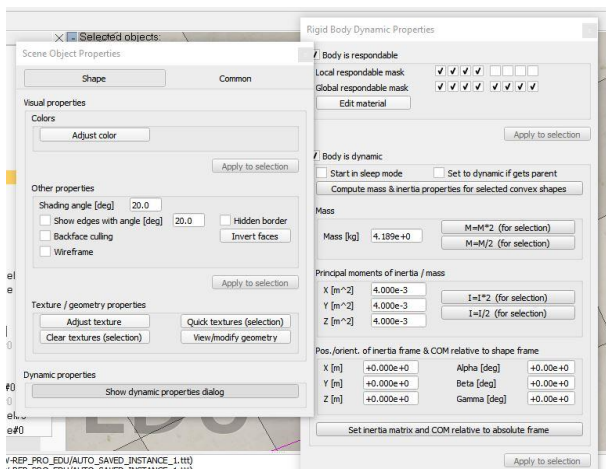 Selected objects:
Scene Object Properties
Shape Common
Visual properties
Colors
Adjust color
Apply to selection
Other properties
Shading angle [deg] 20.0
Show edges with angle [deg] 20.0 Hidden border
Backface culling Invert faces
Wireframe
Apply to selection
Texture / geometry properties
Adjust texture Quick textures (selection)
Clear textures (selection) View/modify geometry
Dynamic properties
Show dynamic properties dialog
Rigid Body Dynamic Properties
Body is respondable
Local respondable mask
Global respondable mask
Edit material
Apply to selection
Body is dynamic
Start in sleep mode Set to dynamic if gets parent
Compute mass & inertia properties for selected convex shapes
Mass
Mass [kg] 4.189e+0 M=M*2 (for selection)
M=M/2 (for selection)
Principal moments of inertia / mass
X [m^2] 4.000e-3 I=I*2 (for selection)
Y [m^2] 4.000e-3 I=I/2 (for selection)
Z [m^2] 4.000e-3
Pos./orient. of inertia frame & COM relative to shape frame
X [m] +0.000e+0 Alpha [deg] +0.00e+0
Y [m] +0.000e+0 Beta [deg] +0.00e+0
Z [m] +0.000e+0 Gamma [deg] +0.00e+0
Set inertia matrix and COM relative to absolute frame
Apply to selection
EDU
e#0
V-REP_PRO_EDU/AUTO_SAVED_INSTANCE_1.ttt)